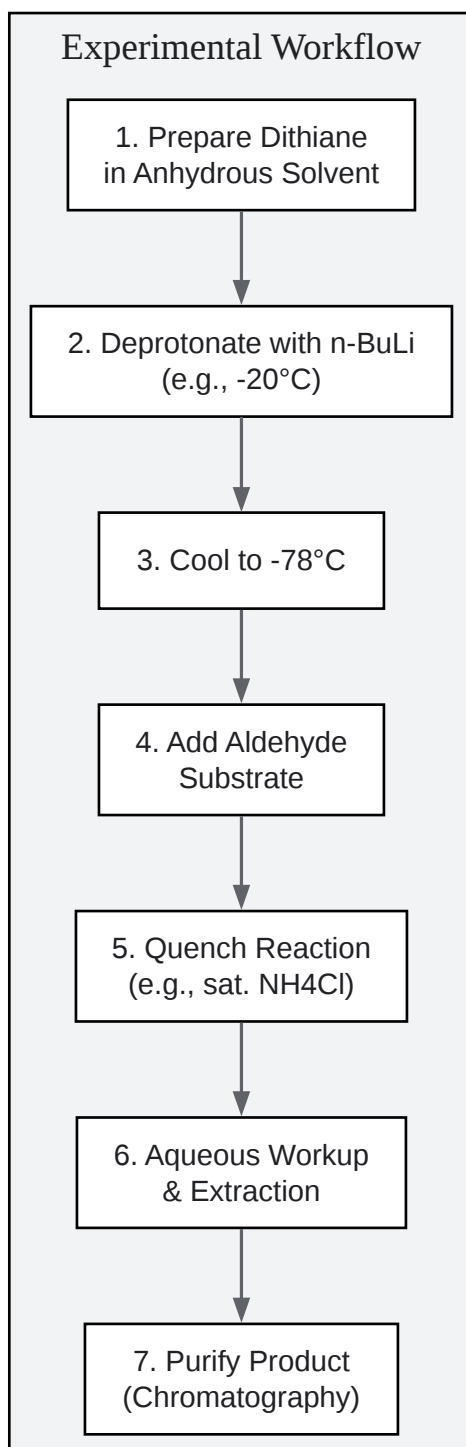 Experimental Workflow
1. Prepare Dithiane
in Anhydrous Solvent
2. Deprotonate with n-BuLi
(e.g., -20°C)
3. Cool to -78°C
4. Add Aldehyde
Substrate
5. Quench Reaction
(e.g., sat. NH4Cl)
6. Aqueous Workup
& Extraction
7. Purify Product
(Chromatography)